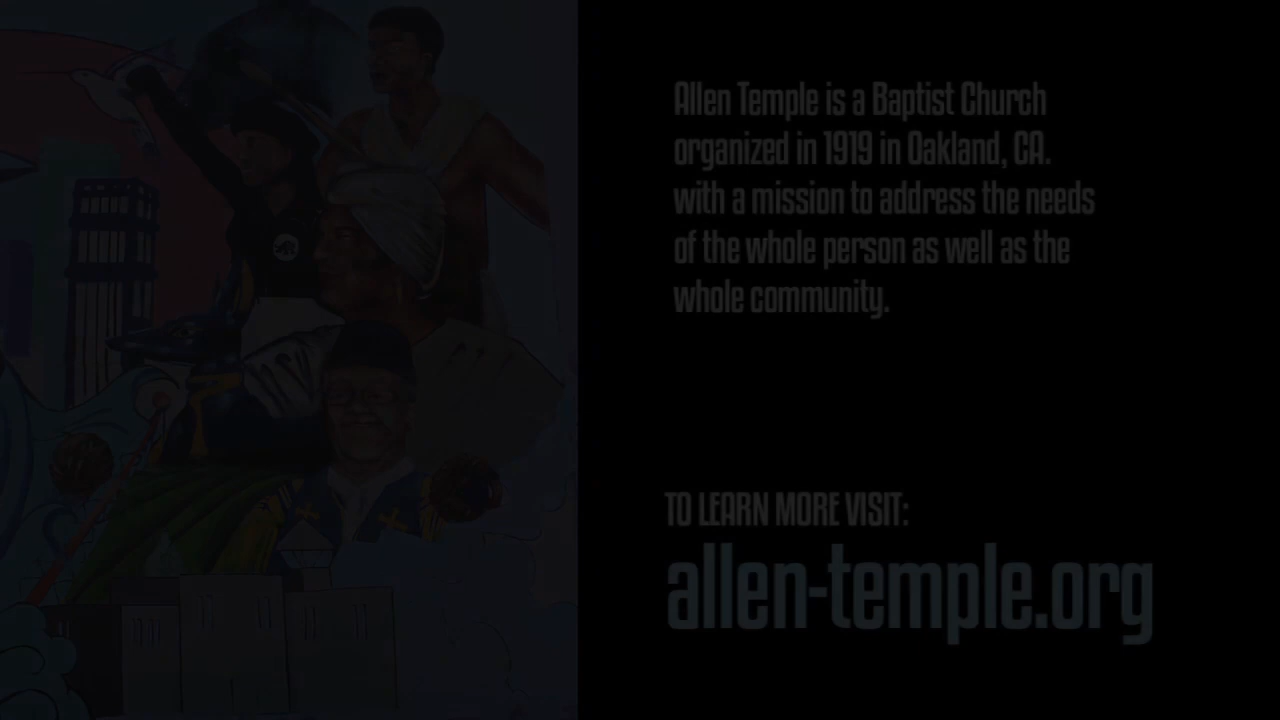 Allen Temple is a Baptist Church
organized in 1919 in Oakland, CA.
with a mission to address the needs
of the whole person as well as the
whole community.
TO LEARN MORE VISIT:
allen-temple.org